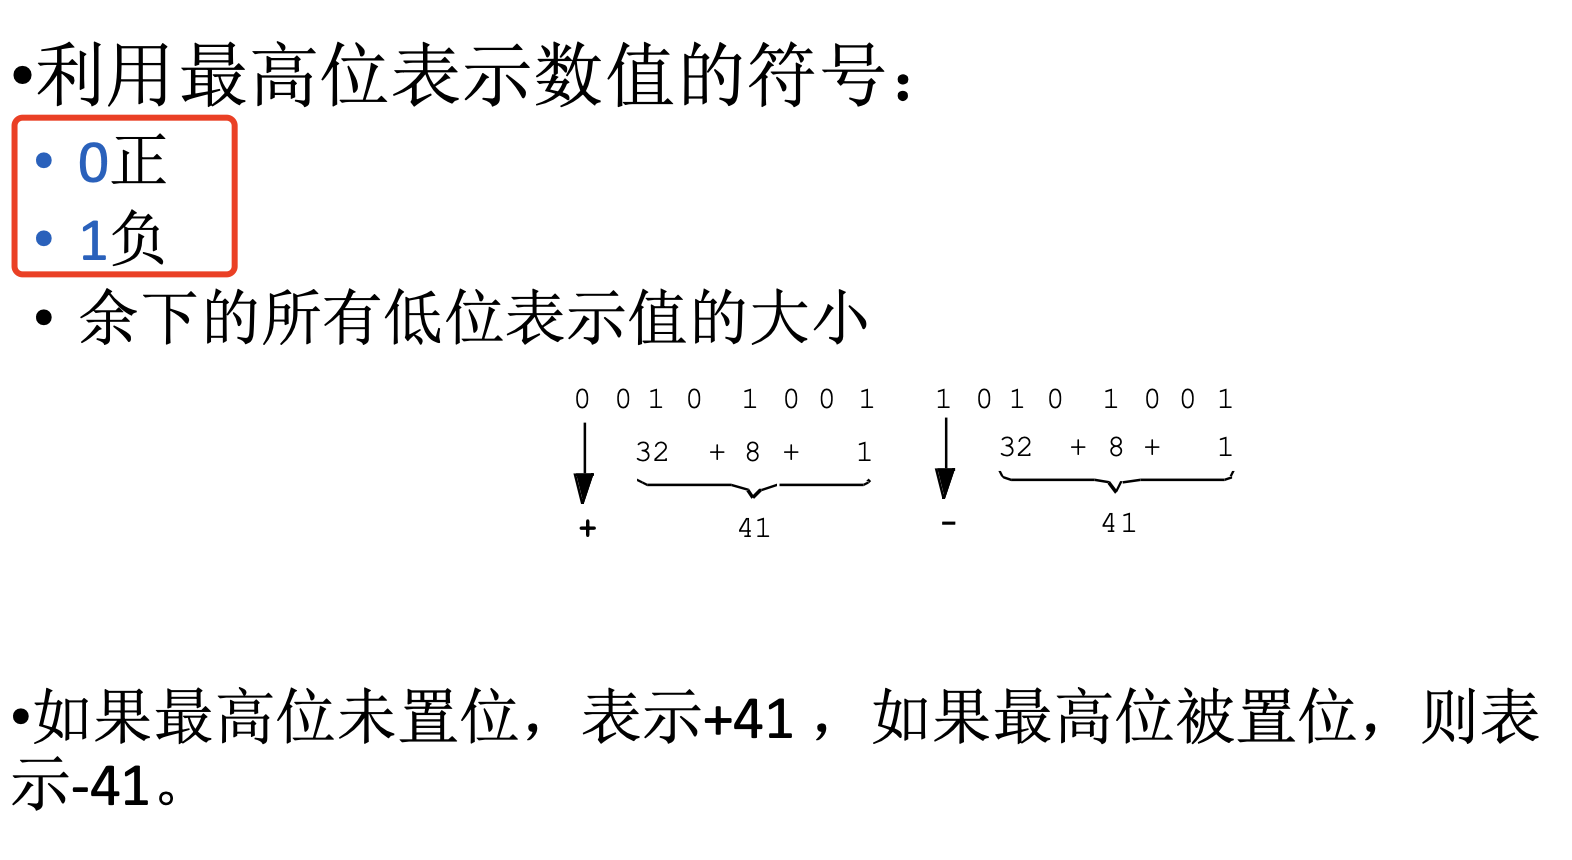 •利用最高位表示数值的符号：
• 0正
• 1负
• 余下的所有低位表示值的大小
0 0 1 0 1 0 0 1 1 0 1 0 1 0 0 1
32 + 8 + 1 32 + 8 + 1
+ 41 - 41
•如果最高位未置位，表示+41 ，如果最高位被置位，则表
示-41。